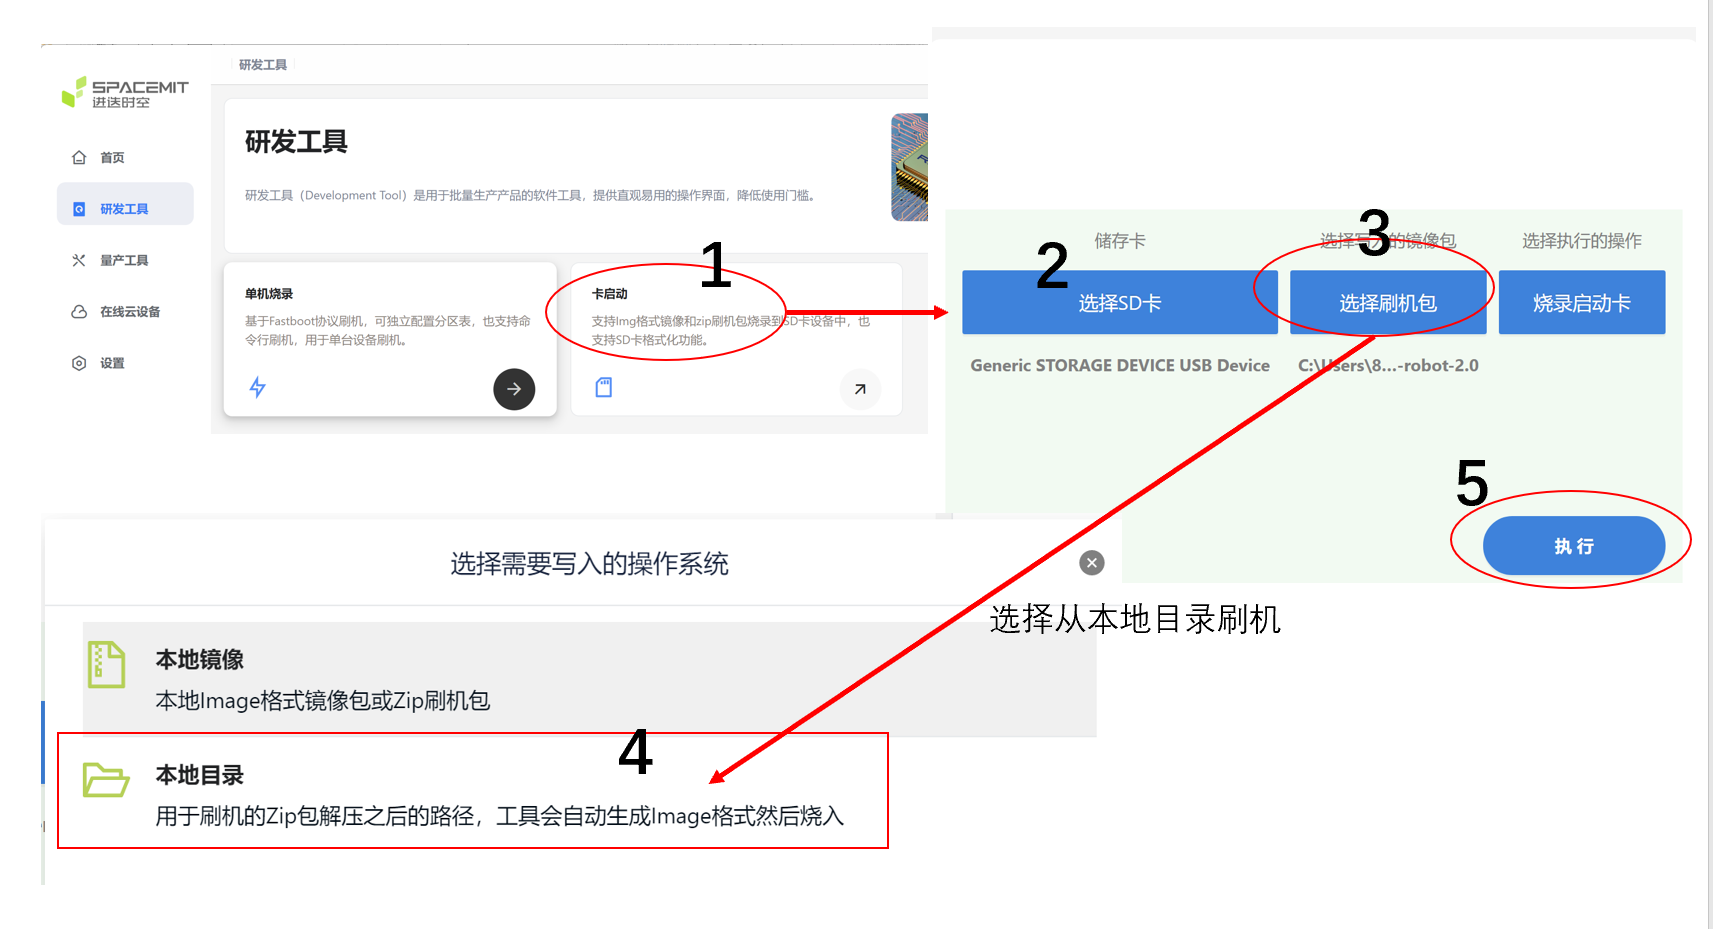 SPACEMIT
进迭时空
首页
研发工具
量产工具
在线云设备
设置
研发工具
研发工具
研发工具（Development Tool）是用于批量生产产品的软件工具，提供直观易用的操作界面，降低使用门槛。
单机烧录
基于Fastboot协议刷机，可独立配置分区表，也支持命
令行刷机，用于单台设备刷机。
1
卡启动
支持Img格式镜像和zip刷机包烧录到SD卡设备中，也
支持SD卡格式化功能。
2
3
储存卡
选择写入的镜像包
选择执行的操作
选择SD卡
选择刷机包
烧录启动卡
Generic STORAGE DEVICE USB Device
C:\Users\8...-robot-2.0
5
执 行
选择需要写入的操作系统
选择从本地目录刷机
本地镜像
本地Image格式镜像包或Zip刷机包
4
本地目录
用于刷机的Zip包解压之后的路径，工具会自动生成Image格式然后烧入